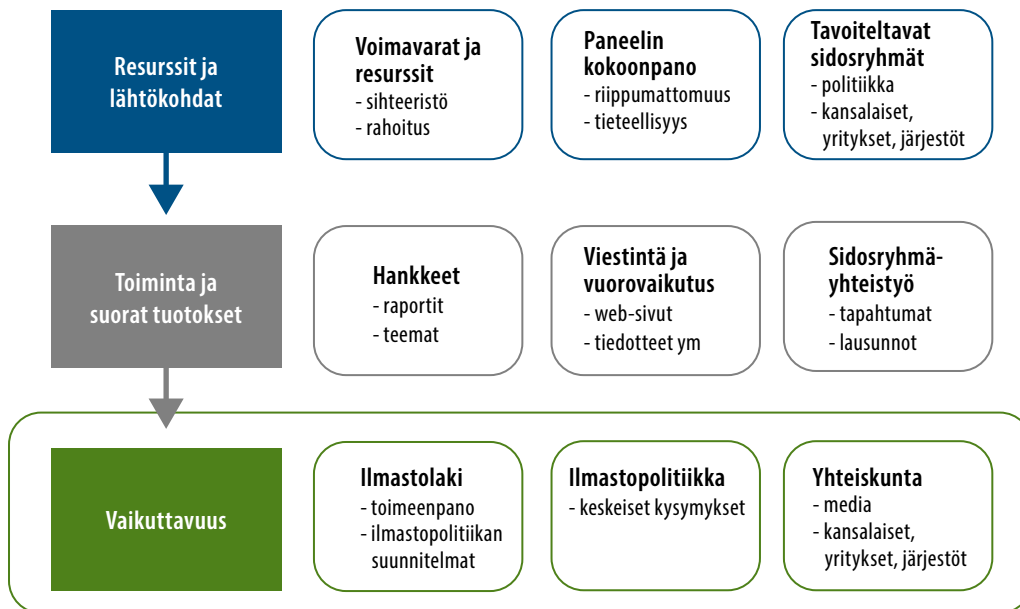 Resurssit ja
lähtökohdat
Voimavarat ja
resurssit
- sihteeristö
- rahoitus
Paneelin
kokoonpano
- riippumattomuus
- tieteellisyys
Tavoiteltavat
sidosryhmät
- politiikka
- kansalaiset,
yritykset, järjestöt
Toiminta ja
suorat tuotokset
Hankkeet
- raportit
- teemat
Viestintä ja
vuorovaikutus
- web-sivut
- tiedotteet ym
Sidosryhmä-
yhteistyö
- tapahtumat
- lausunnot
Vaikuttavuus
Ilmastolaki
- toimeenpano
- ilmastopolitiikan
suunnitelmat
Ilmastopolitiikka
- keskeiset kysymykset
Yhteiskunta
- media
- kansalaiset,
yritykset, järjestöt